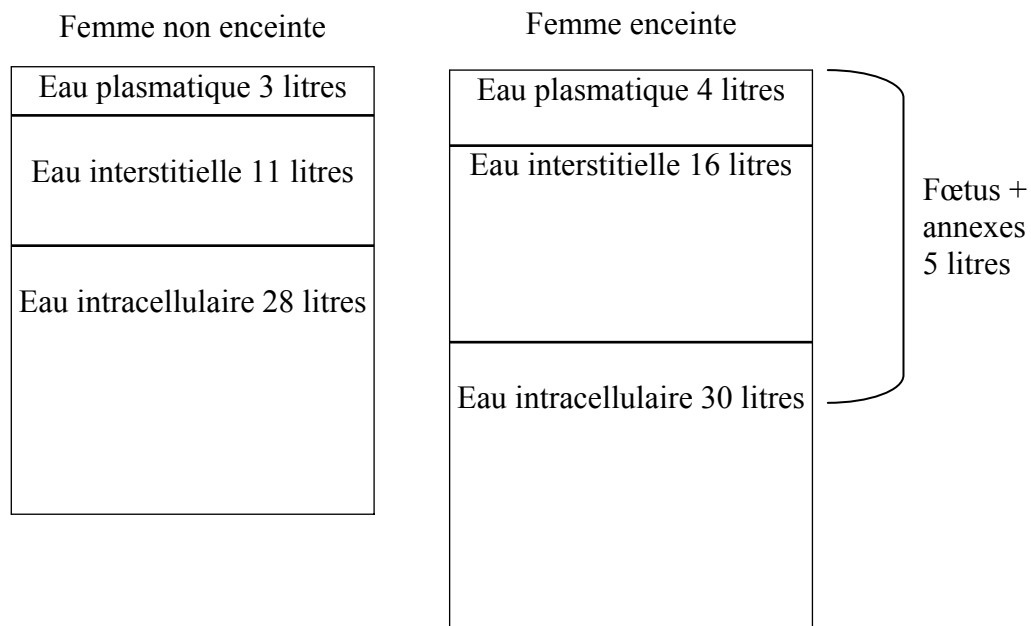 Femme non enceinte
Eau plasmatique 3 litres
Eau interstitielle 11 litres
Eau intracellulaire 28 litres
Femme enceinte
Eau plasmatique 4 litres
Eau interstitielle 16 litres
Eau intracellulaire 30 litres
Fœtus +
annexes
5 litres